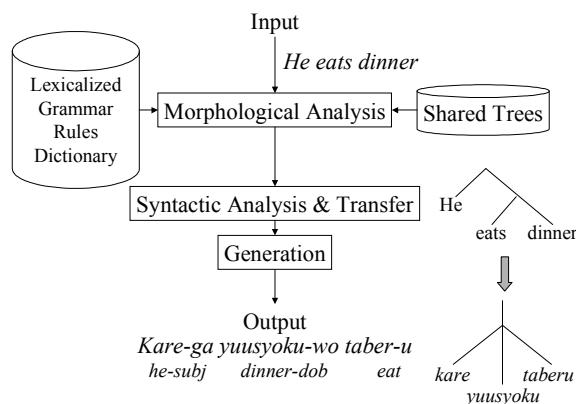 Input
He eats dinner
Lexicalized
Grammar
Rules
Dictionary
Morphological Analysis
Shared Trees
Syntactic Analysis & Transfer
Generation
Output
Kare-ga yuusyoku-wo taber-u
he-subj dinner-dob eat
He
eats dinner
kare taberu
yuusyoku